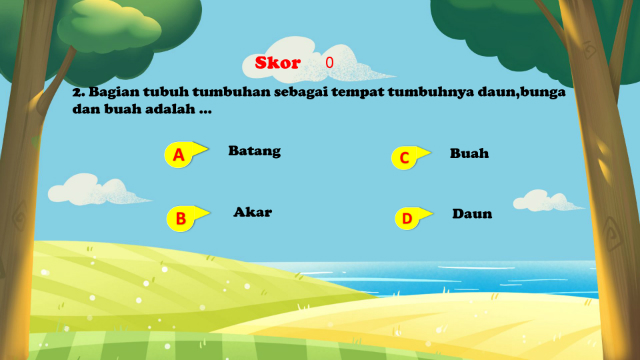 Skor 0
2. Bagian tubuh tumbuhan sebagai tempat tumbuhnya daun,bunga
dan buah adalah ...
A Batang
C Buah
B Akar
D Daun